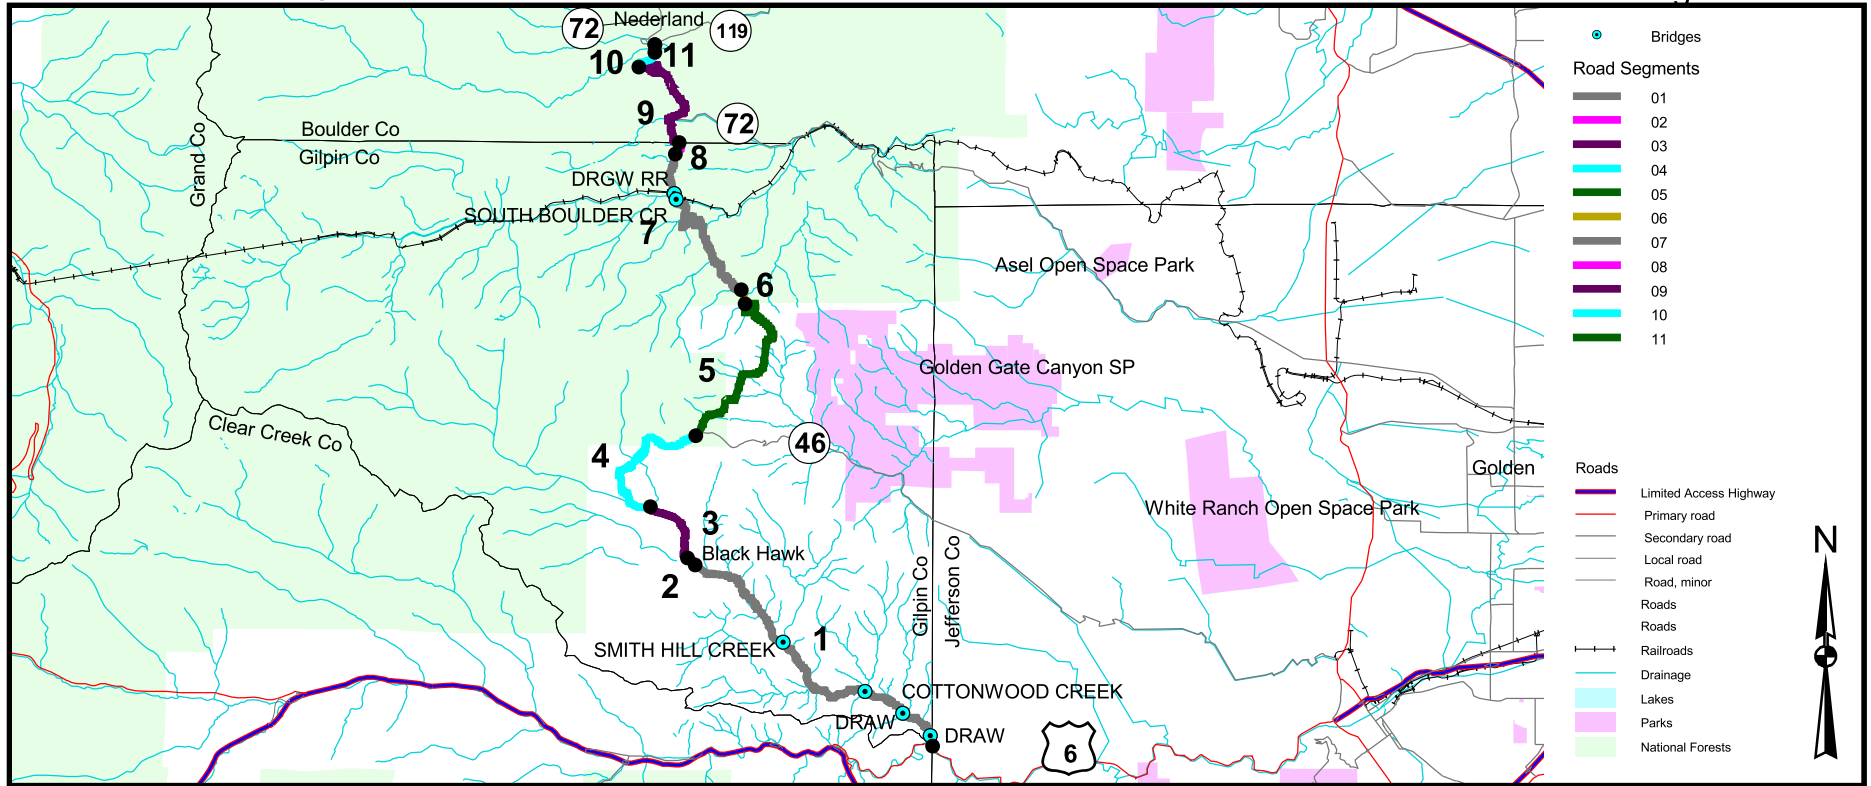 72
Nederland
119
10
11
9
72
Boulder Co
Gilpin Co
Grand Co
8
DRGW RR
SOUTH BOULDER CR
7
6
Asel Open Space Park
5
Golden Gate Canyon SP
Clear Creek Co
46
4
Golden
White Ranch Open Space Park
3
Black Hawk
2
Gilpin Co
Jefferson Co
1
SMITH HILL CREEK
COTTONWOOD CREEK
DRAW
DRAW
6
Bridges
Road Segments
01
02
03
04
05
06
07
08
09
10
11
Roads
Limited Access Highway
Primary road
Secondary road
Local road
Road, minor
Roads
Roads
Railroads
Drainage
Lakes
Parks
National Forests
N